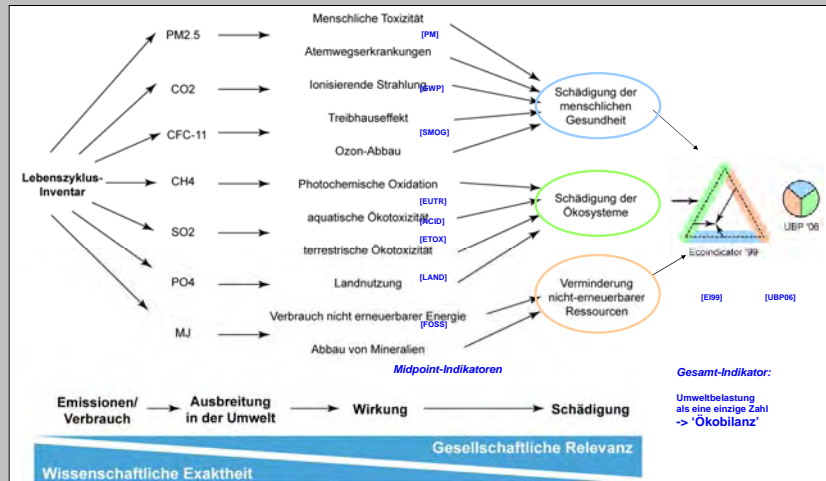 Menschliche Toxizität
PM2.5
[PM]
Atemwegserkrankungen
CO2
Ionisierende Strahlung
[GWP]
Schädigung der
menschlichen
Gesundheit
Treibhauseffekt
CFC-11
[SMOG]
Ozon-Abbau
Lebenszyklus-
Inventar
CH4
Photochemische Oxidation
[EUTR]
Schädigung der
Ökosysteme
aquatische Ökotoxizität
[ACID]
SO2
[ETOX]
terrestrische Ökotoxizität
UBP '06
Ecoindicator '99
PO4
Landnutzung
[LAND]
Verminderung
nicht-erneuerbarer
Ressourcen
[EI99]
[UBP06]
Verbrauch nicht erneuerbarer Energie
[FOSS]
MJ
Abbau von Mineralien
Midpoint-Indikatoren
Gesamt-Indikator:
Emissionen/
Verbrauch
Ausbreitung
in der Umwelt
Wirkung
Schädigung
Umweltbelastung
als eine einzige Zahl
-> 'Ökobilanz'
Gesellschaftliche Relevanz
Wissenschaftliche Exaktheit